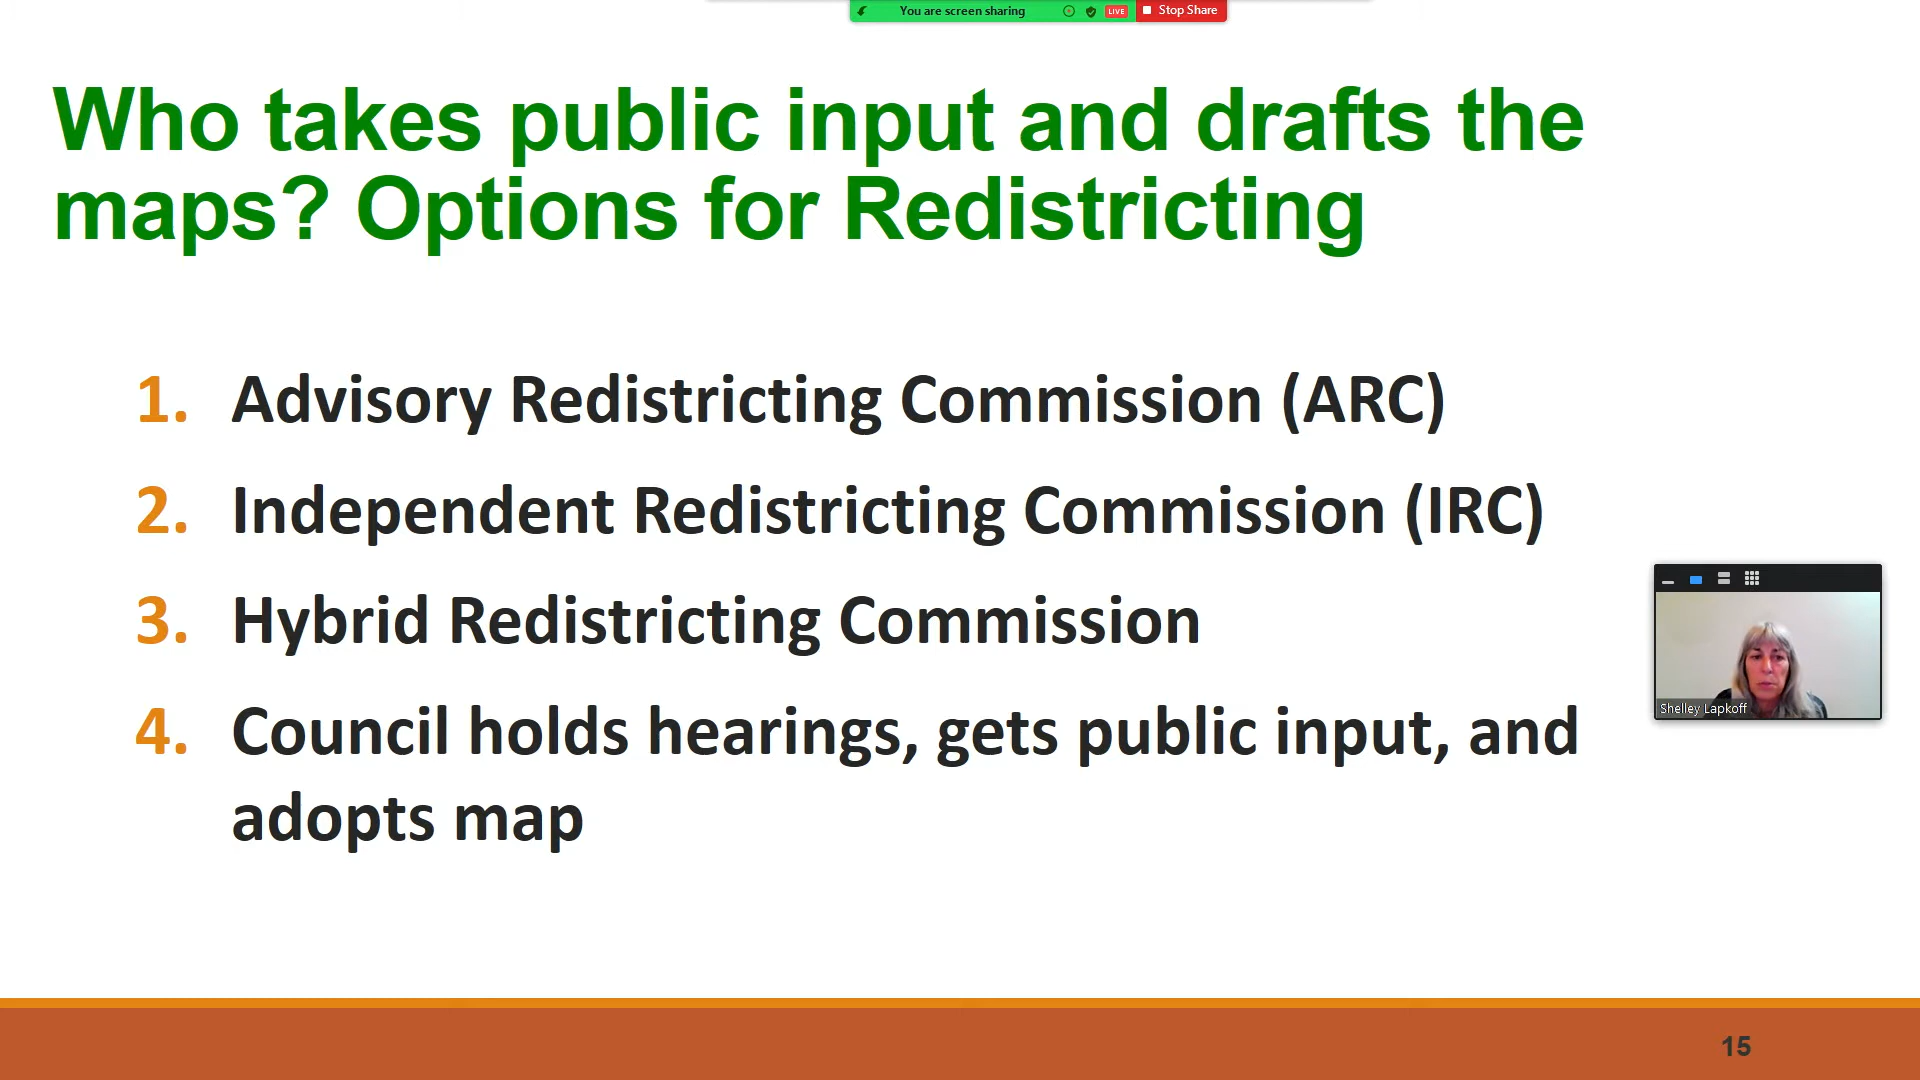 You are screen sharing LIVE Stop Share
Who takes public input and drafts the
maps? Options for Redistricting
1. Advisory Redistricting Commission (ARC)
2. Independent Redistricting Commission (IRC)
3. Hybrid Redistricting Commission
4. Council holds hearings, gets public input, and
adopts map
Shelley Lapkoff
15